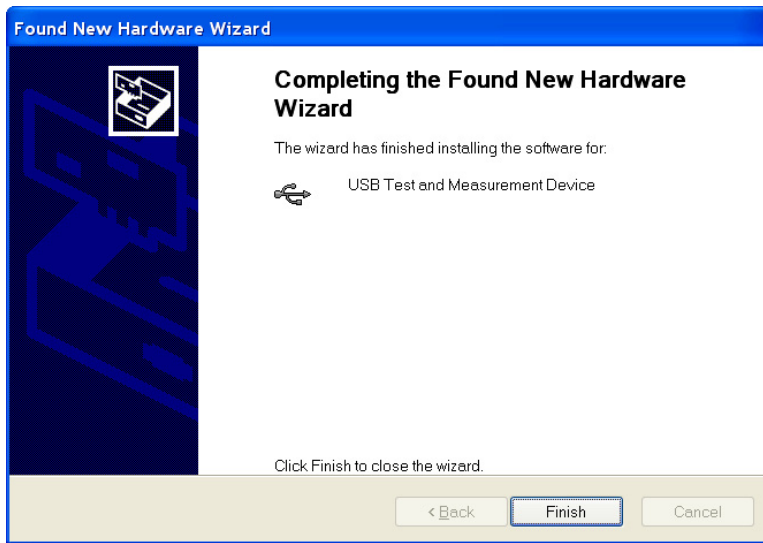 Found New Hardware Wizard
Completing the Found New Hardware
Wizard
The wizard has finished installing the software for:
USB Test and Measurement Device
Click Finish to close the wizard.
< Back Finish Cancel